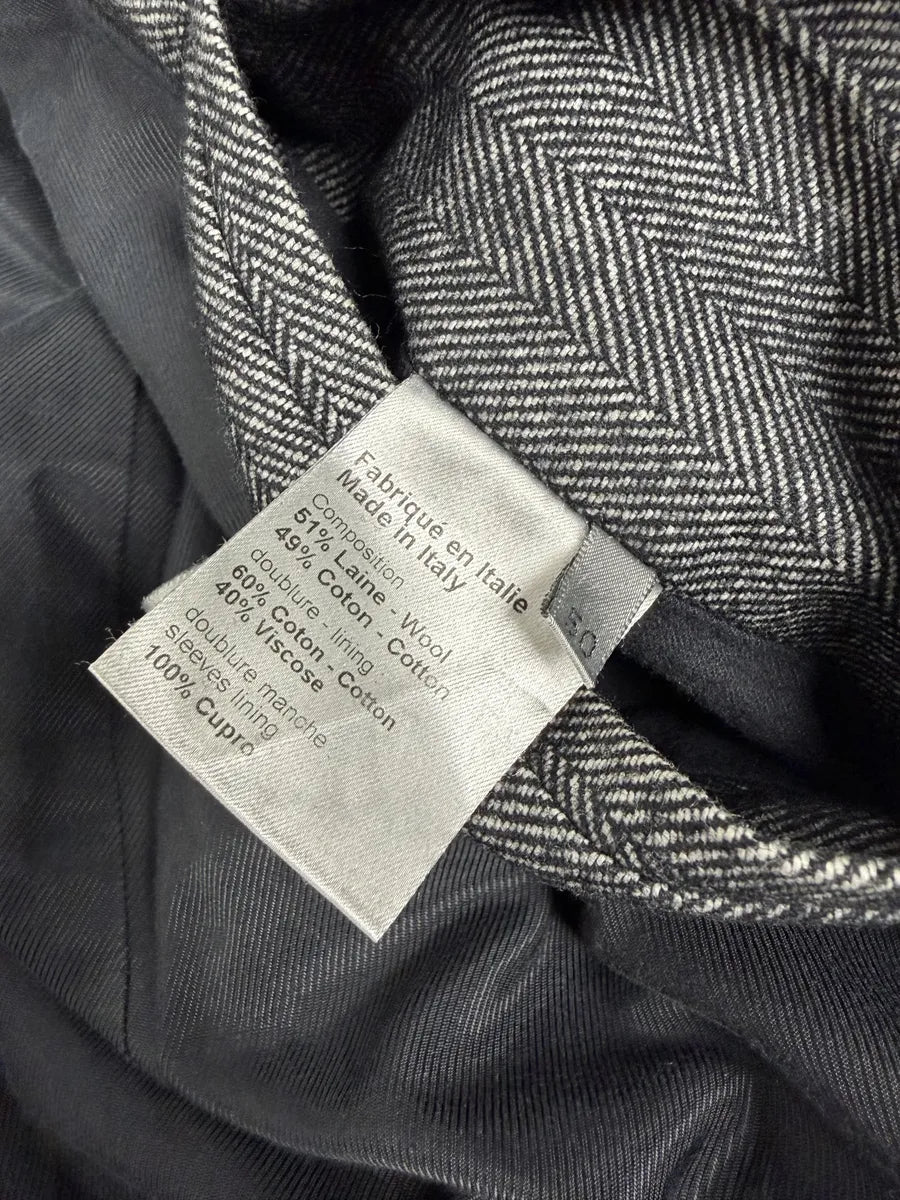 Fabriqué en Italie
Made in Italy
Composition
51% Laine - Wool
49% Coton - Cotton
doublure - lining
60% Coton - Cotton
40% Viscose
doublure manche
sleeves lining
100% Cupro
50